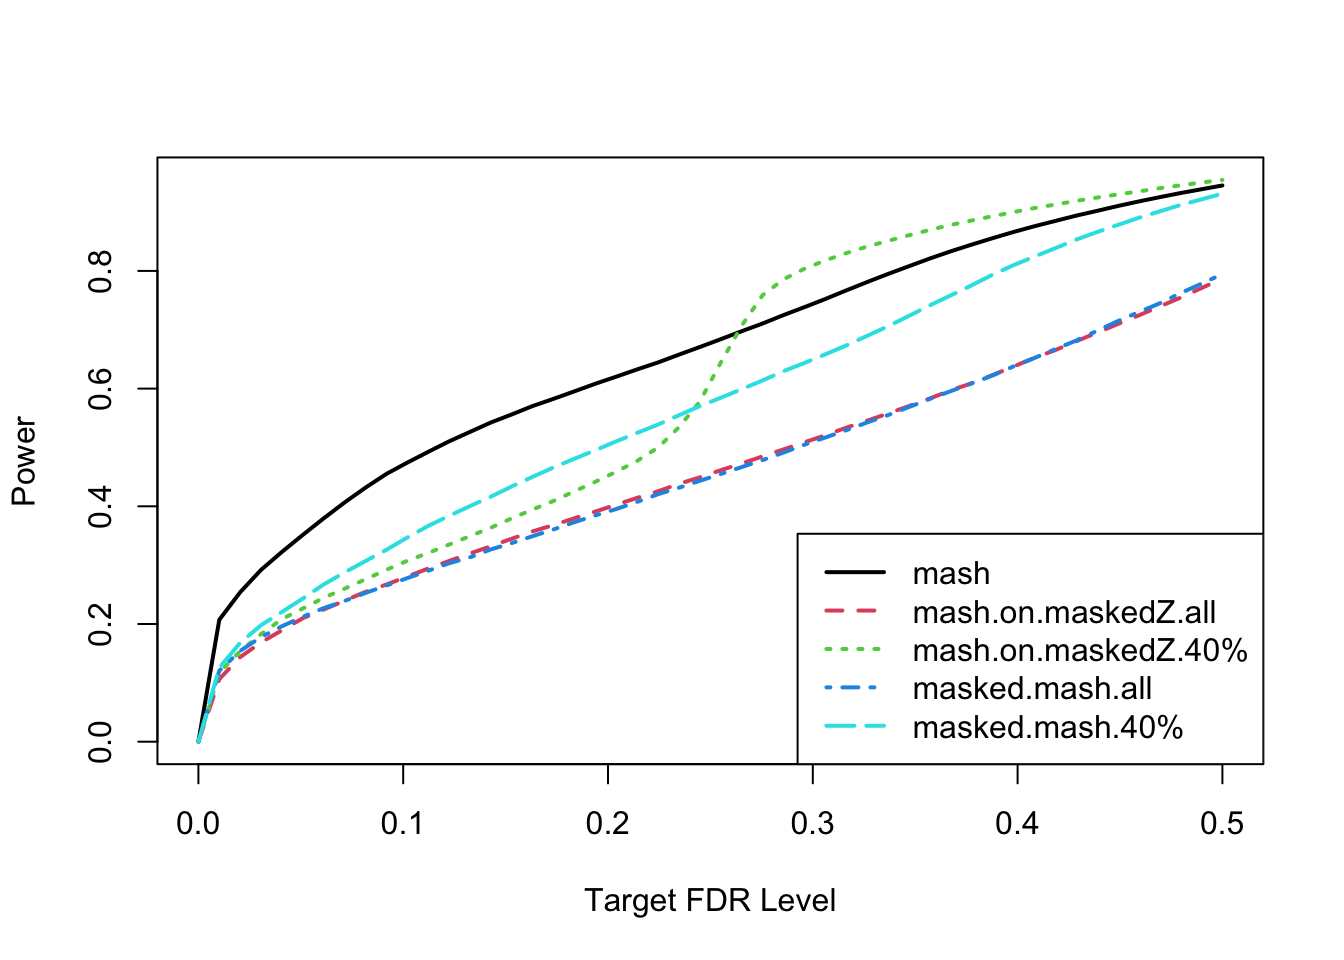 Power
0.8
0.6
0.4
0.2
0.0
mash
mash.on.maskedZ.all
mash.on.maskedZ.40%
masked.mash.all
masked.mash.40%
0.0 0.1 0.2 0.3 0.4 0.5
Target FDR Level